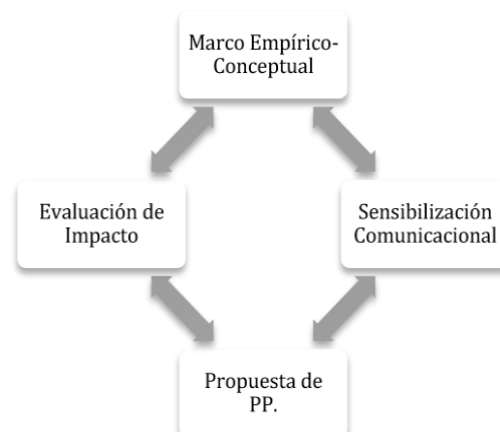 Marco Empírico-
Conceptual
Evaluación de
Impacto
Sensibilización
Comunicacional
Propuesta de
PP.